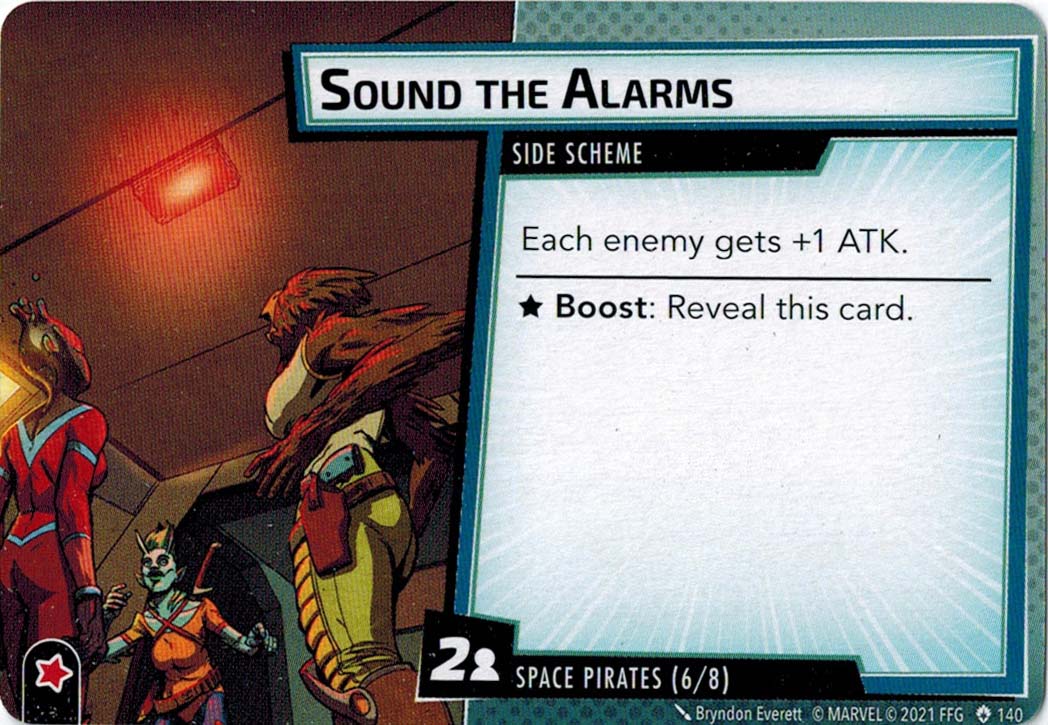 SOUND THE ALARMS
SIDE SCHEME
Each enemy gets +1 ATK.
★ Boost: Reveal this card.
2
SPACE PIRATES (6/8)
Bryndon Everett © MARVEL © 2021 FFG 140